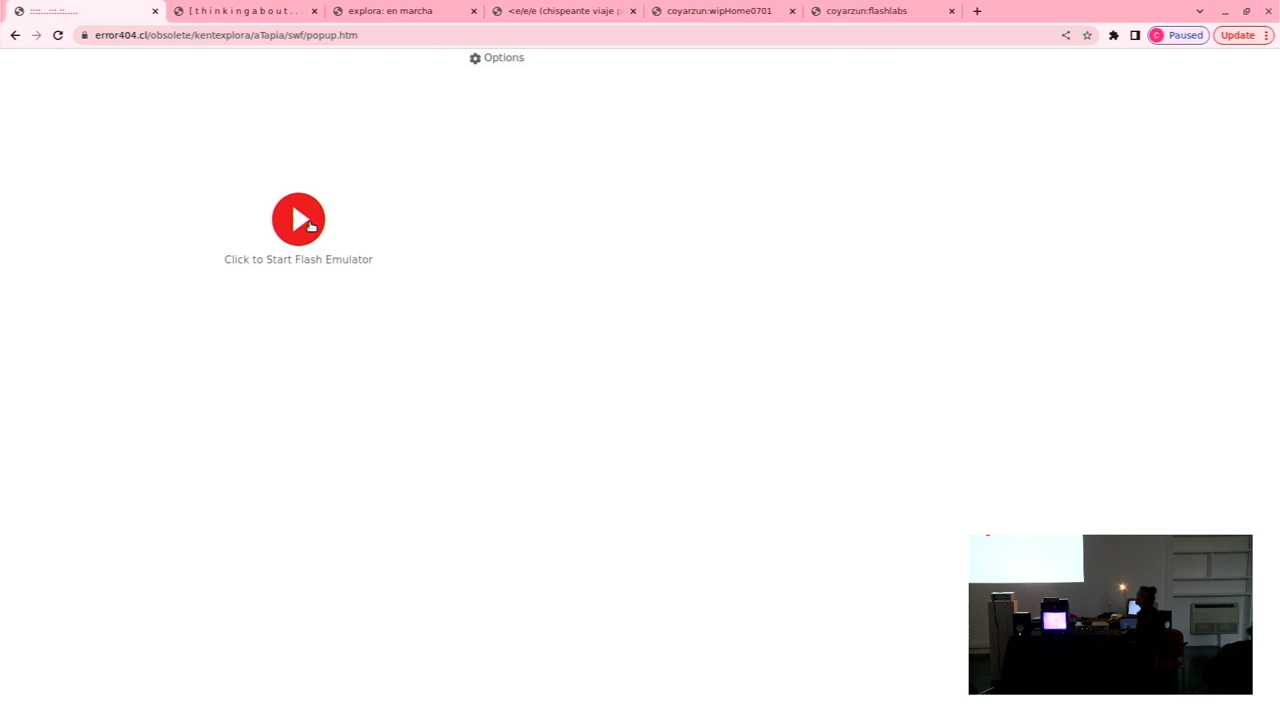 ::::...:::.::.....
[ t h i n k i n g a b o u t . . .
explora: en marcha
<e/e/e (chispeante viaje p
coyarzun:wipHome0701
coyarzun:flashlabs
error404.cl/obsolete/kentexplora/aTapia/swf/popup.htm
C
Paused
Update
Options
Click to Start Flash Emulator